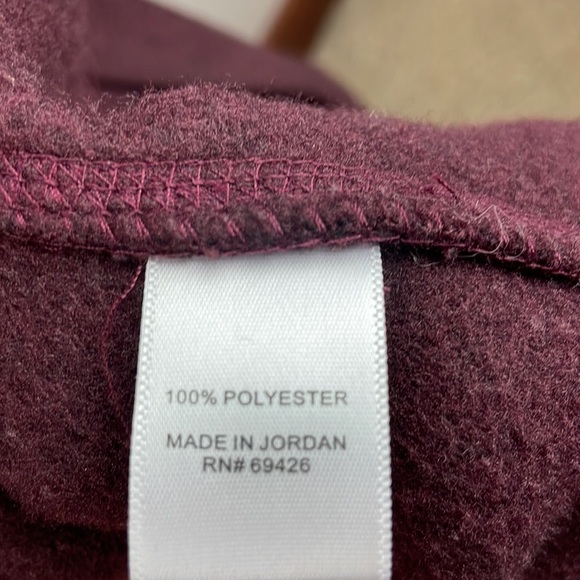 100% POLYESTER
MADE IN JORDAN
RN# 69426